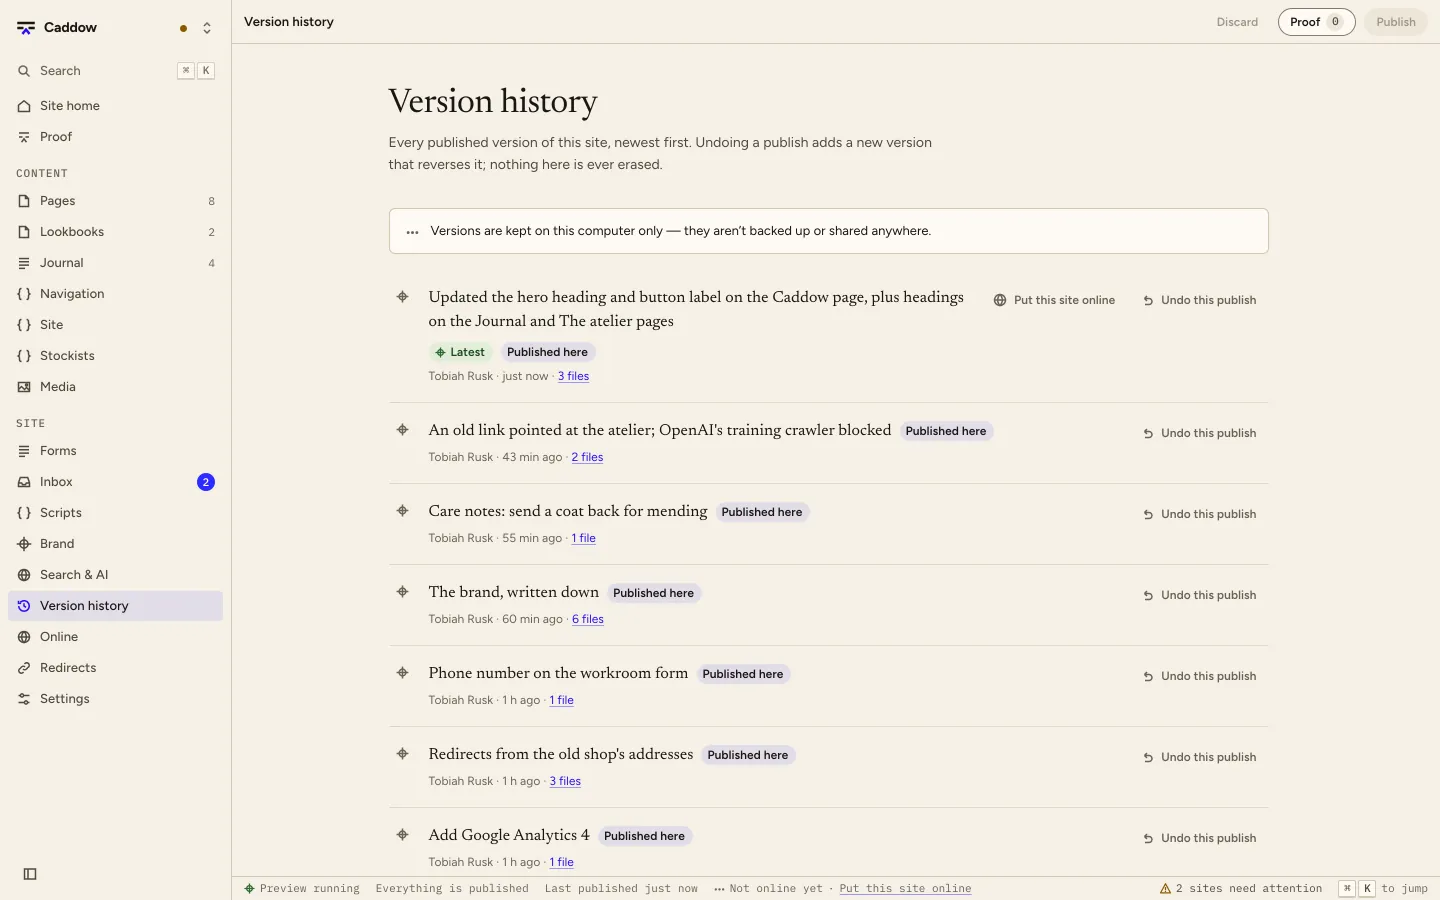 Caddow
Search ⌘ K
Site home
Proof
CONTENT
Pages 8
Lookbooks 2
Journal 4
Navigation
Site
Stockists
Media
SITE
Forms
Inbox 2
Scripts
Brand
Search & AI
Version history
Online
Redirects
Settings
Version history
Discard
Proof 0
Publish
Version history
Every published version of this site, newest first. Undoing a publish adds a new version
that reverses it; nothing here is ever erased.
Versions are kept on this computer only — they aren’t backed up or shared anywhere.
Updated the hero heading and button label on the Caddow page, plus headings
on the Journal and The atelier pages
Put this site online
Undo this publish
Latest
Published here
Tobiah Rusk · just now · 3 files
An old link pointed at the atelier; OpenAI's training crawler blocked Published here
Undo this publish
Tobiah Rusk · 43 min ago · 2 files
Care notes: send a coat back for mending Published here
Undo this publish
Tobiah Rusk · 55 min ago · 1 file
The brand, written down Published here
Undo this publish
Tobiah Rusk · 60 min ago · 6 files
Phone number on the workroom form Published here
Undo this publish
Tobiah Rusk · 1 h ago · 1 file
Redirects from the old shop's addresses Published here
Undo this publish
Tobiah Rusk · 1 h ago · 3 files
Add Google Analytics 4 Published here
Undo this publish
Tobiah Rusk · 1 h ago · 1 file
Preview running
Everything is published
Last published just now
Not online yet · Put this site online
2 sites need attention
⌘ K to jump